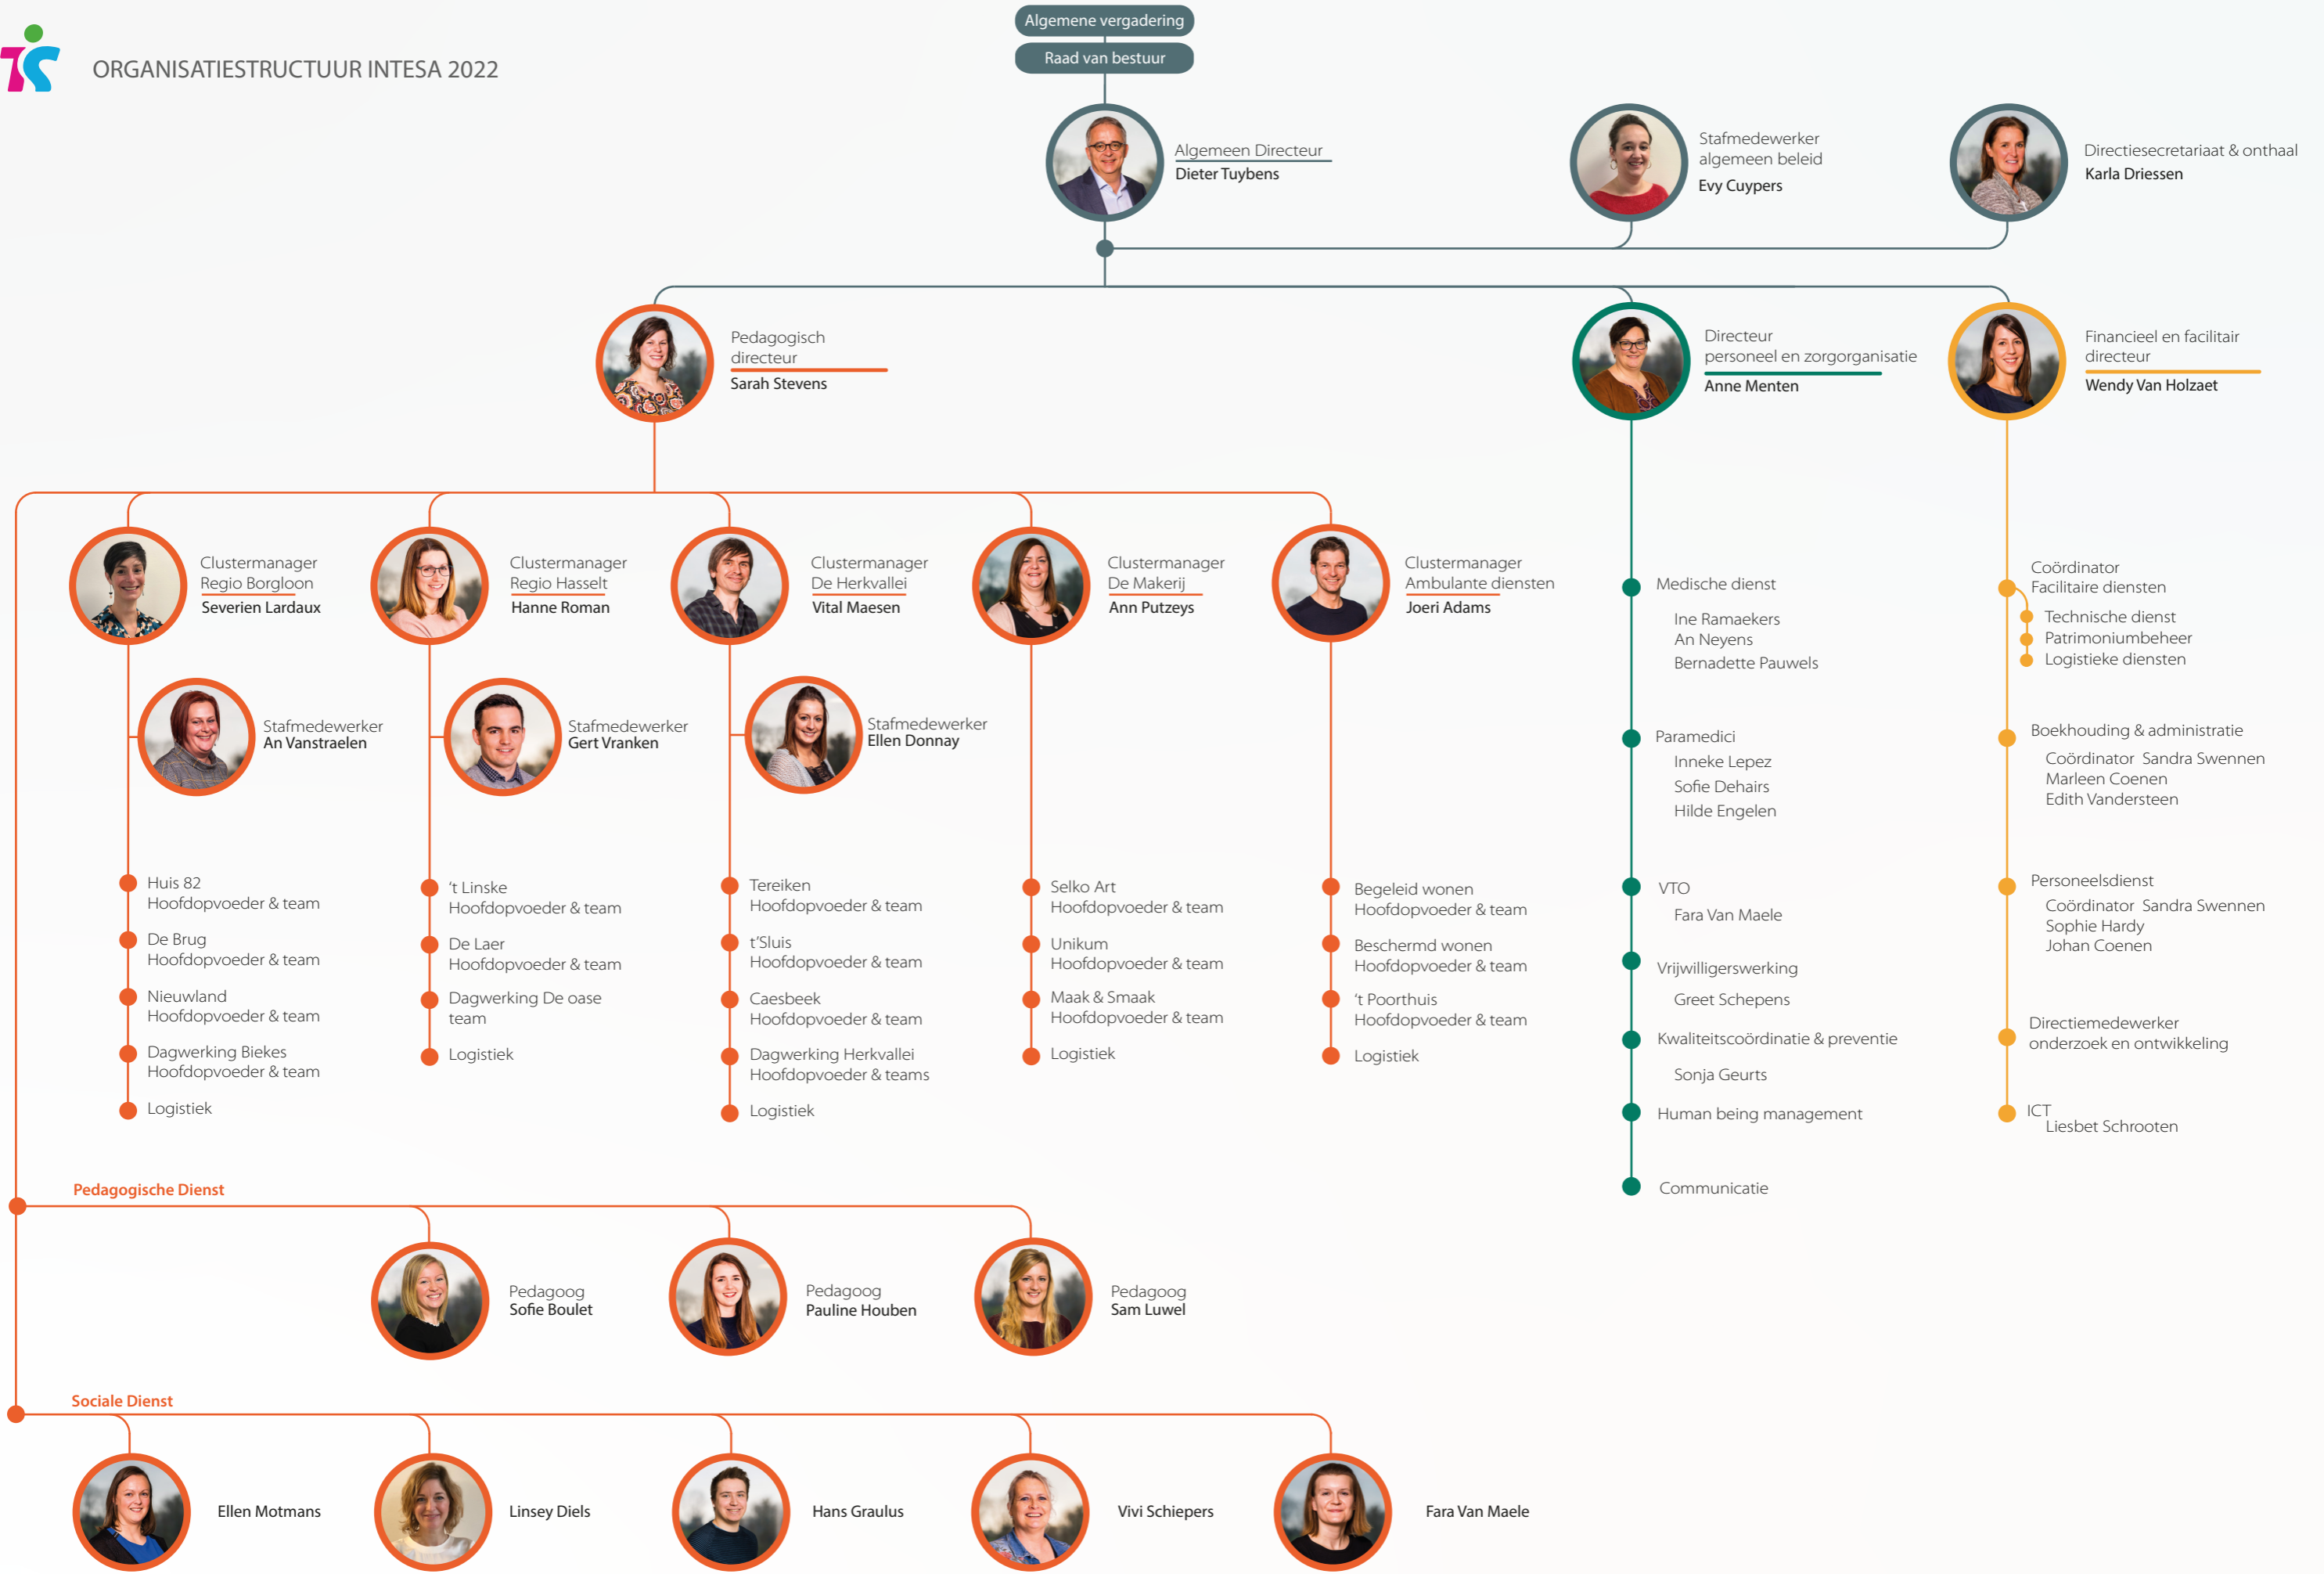 Algemene vergadering
Raad van bestuur
ORGANISATIESTRUCTUUR INTESA 2022
Algemeen Directeur
Dieter Tuybens
Stafmedewerker
algemeen beleid
Evy Cuypers
Directiesecretariaat & onthaal
Karla Driessen
Pedagogisch
directeur
Sarah Stevens
Directeur
personeel en zorgorganisatie
Anne Menten
Financieel en facilitair
directeur
Wendy Van Holzaet
Clustermanager
Regio Borgloon
Severien Lardaux
Clustermanager
Regio Hasselt
Hanne Roman
Clustermanager
De Herkvallei
Vital Maesen
Clustermanager
De Makerij
Ann Putzeys
Clustermanager
Ambulante diensten
Joeri Adams
Stafmedewerker
An Vanstraelen
Stafmedewerker
Gert Vranken
Stafmedewerker
Ellen Donnay
Huis 82
Hoofdopvoeder & team
De Brug
Hoofdopvoeder & team
Nieuwland
Hoofdopvoeder & team
Dagwerking Biekes
Hoofdopvoeder & team
Logistiek
't Linske
Hoofdopvoeder & team
De Laer
Hoofdopvoeder & team
Dagwerking De oase
team
Logistiek
Tereiken
Hoofdopvoeder & team
t'Sluis
Hoofdopvoeder & team
Caesbeek
Hoofdopvoeder & team
Dagwerking Herkvallei
Hoofdopvoeder & teams
Logistiek
Selko Art
Hoofdopvoeder & team
Unikum
Hoofdopvoeder & team
Maak & Smaak
Hoofdopvoeder & team
Logistiek
Begeleid wonen
Hoofdopvoeder & team
Beschermd wonen
Hoofdopvoeder & team
't Poorthuis
Hoofdopvoeder & team
Logistiek
Medische dienst
Ine Ramaekers
An Neyens
Bernadette Pauwels
Paramedici
Inneke Lepez
Sofie Dehairs
Hilde Engelen
VTO
Fara Van Maele
Vrijwilligerswerking
Greet Schepens
Kwaliteitscoördinatie & preventie
Sonja Geurts
Human being management
Communicatie
Coördinator
Facilitaire diensten
Technische dienst
Patrimoniumbeheer
Logistieke diensten
Boekhouding & administratie
Coördinator Sandra Swennen
Marleen Coenen
Edith Vandersteen
Personeelsdienst
Coördinator Sandra Swennen
Sophie Hardy
Johan Coenen
Directiemedewerker
onderzoek en ontwikkeling
ICT
Liesbet Schrooten
Pedagogische Dienst
Pedagoog
Sofie Boulet
Pedagoog
Pauline Houben
Pedagoog
Sam Luwel
Sociale Dienst
Ellen Motmans
Linsey Diels
Hans Graulus
Vivi Schiepers
Fara Van Maele